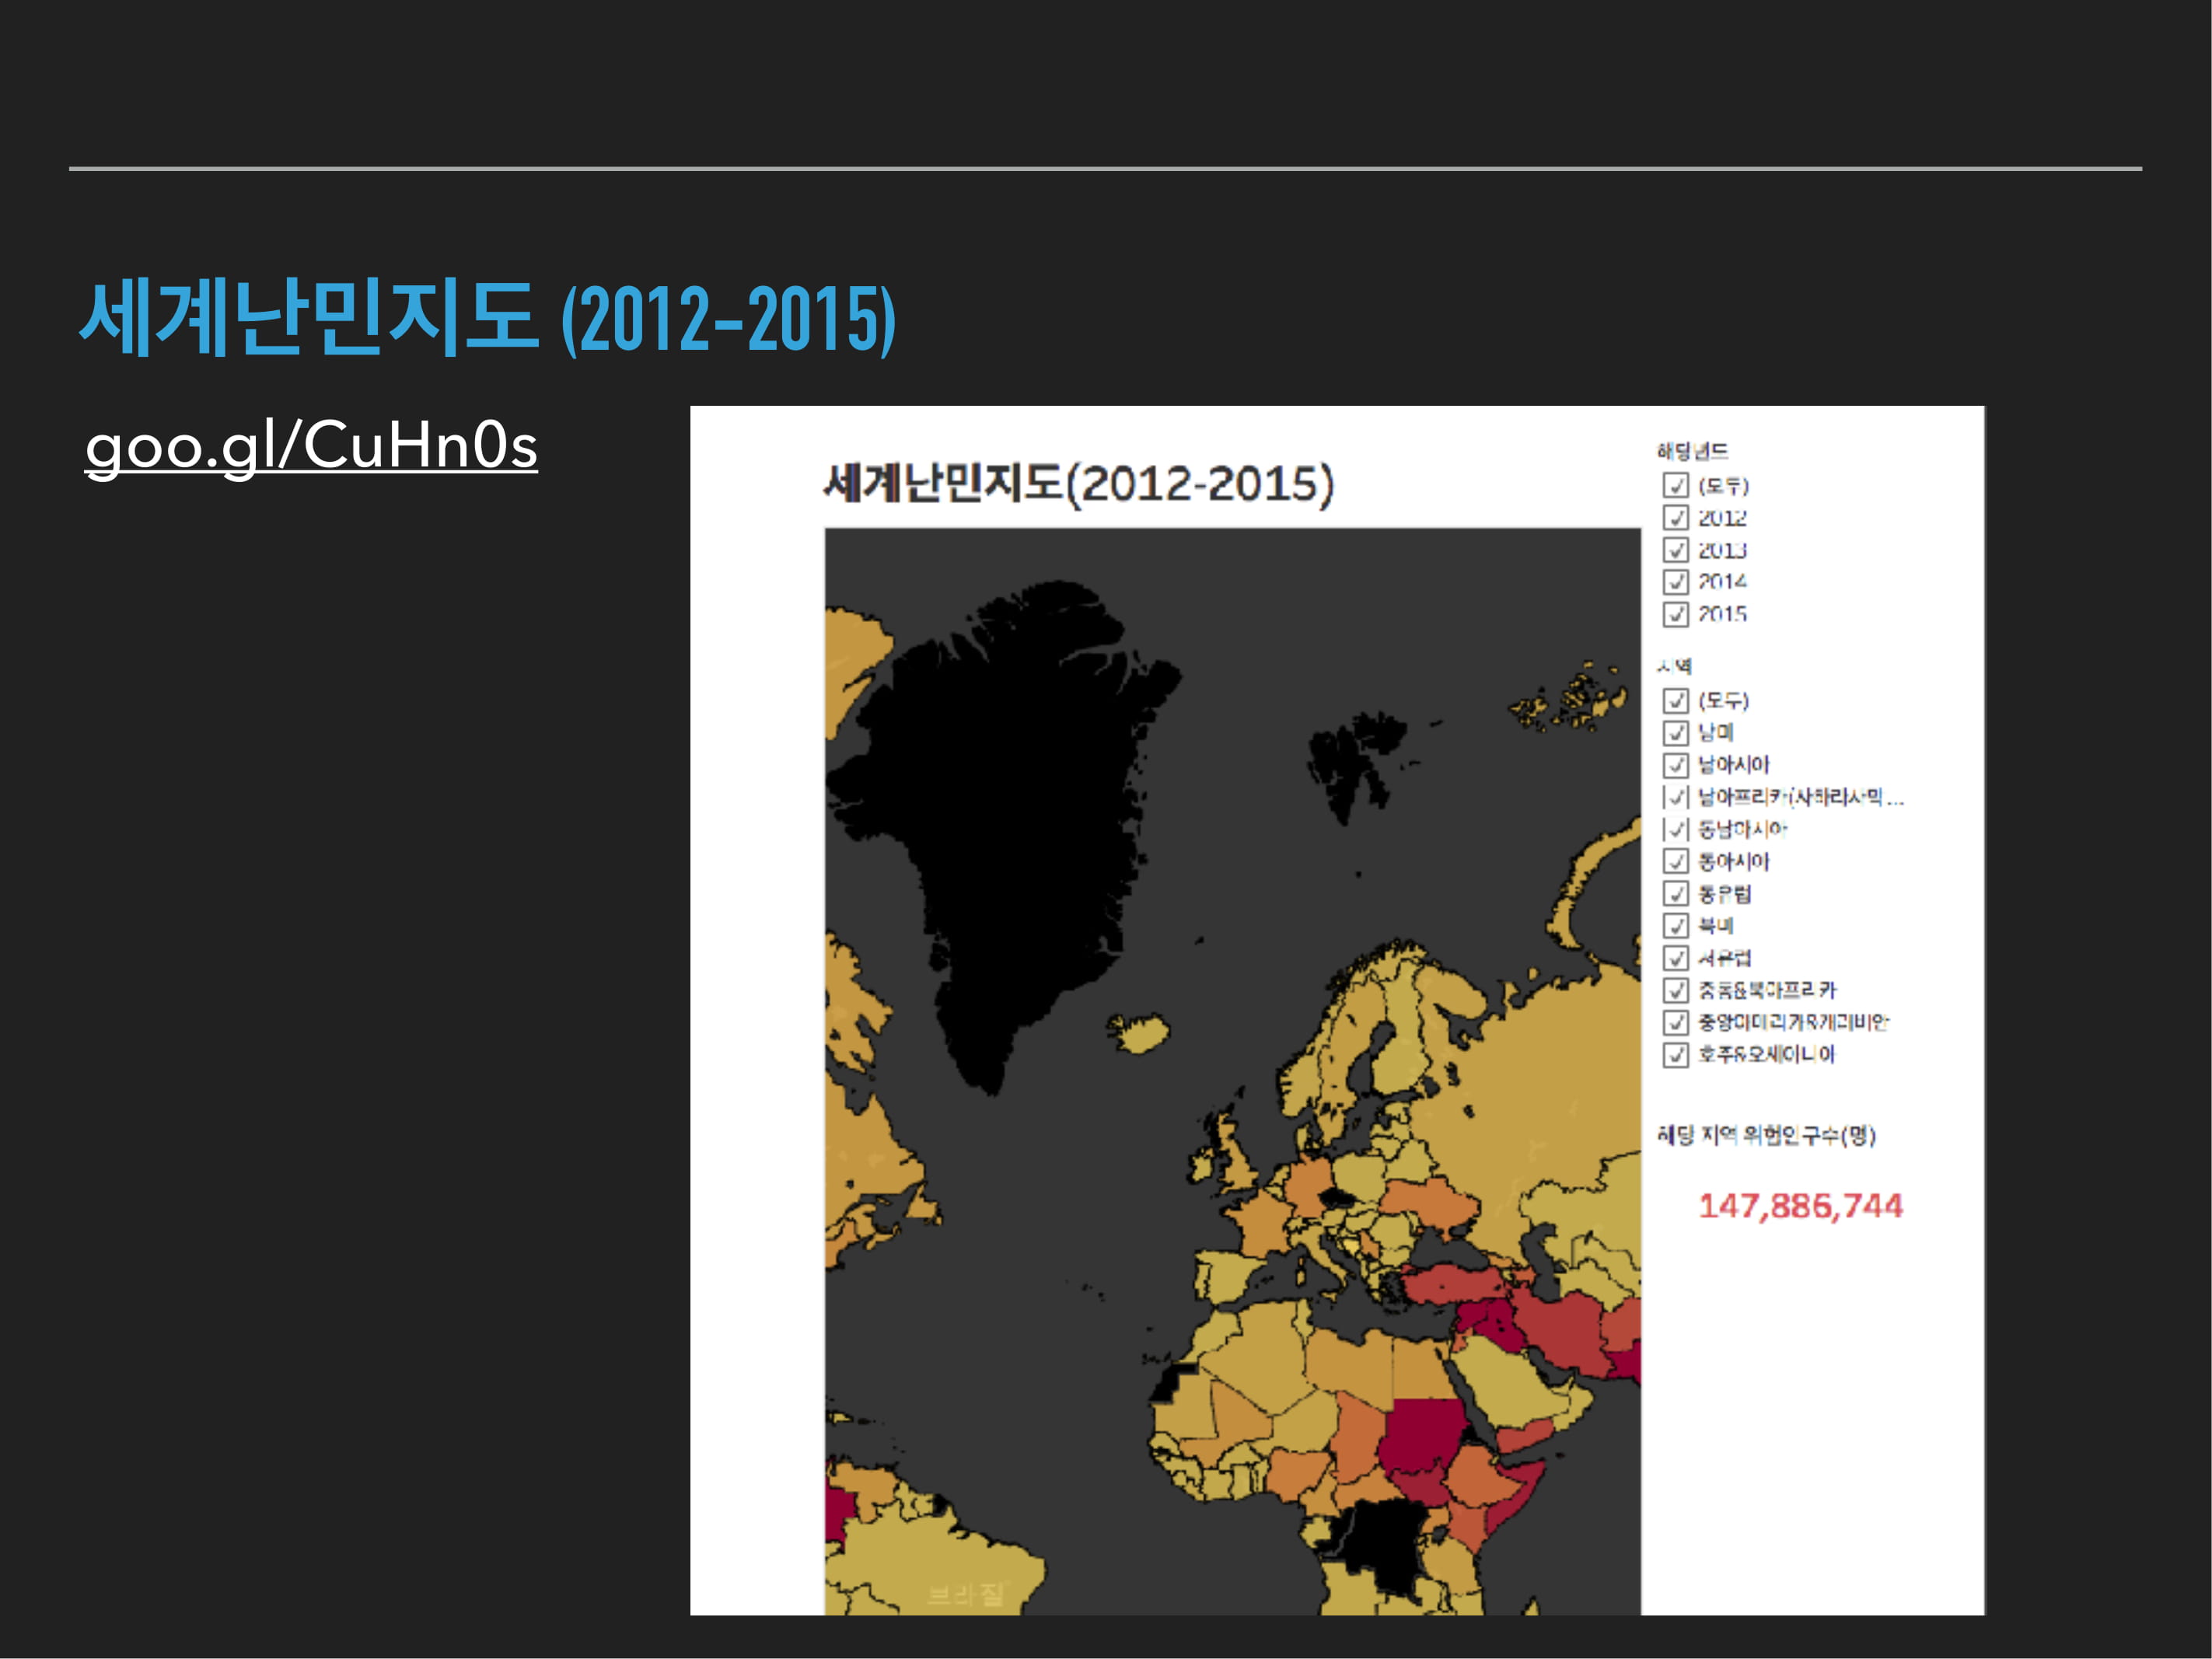 세계난민지도 (2012-2015)
goo.gl/CuHn0s
세계난민지도(2012-2015)
해당년도
(모두)
2012
2013
2014
2015
지역
(모두)
남미
남아시아
남아프리카(사하라사막...
동남아시아
동아시아
동유럽
북미
서유럽
중동&북아프리카
중앙아메리카&캐리비안
호주&오세아니아
해당 지역 위험인구수(명)
147,886,744
브라질